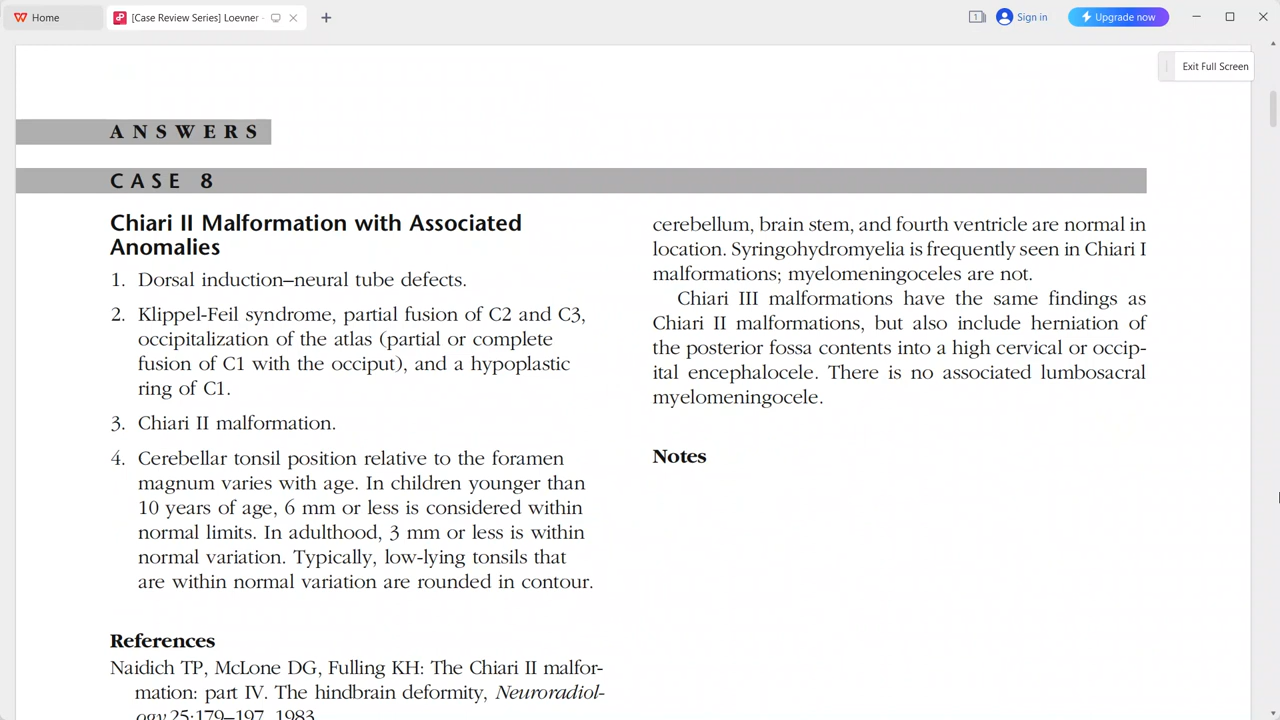 Home
[Case Review Series] Loevner -
1
Sign in
Upgrade now
Exit Full Screen
ANSWERS
CASE 8
Chiari II Malformation with Associated
Anomalies
1. Dorsal induction–neural tube defects.
2. Klippel-Feil syndrome, partial fusion of C2 and C3,
occipitalization of the atlas (partial or complete
fusion of C1 with the occiput), and a hypoplastic
ring of C1.
3. Chiari II malformation.
4. Cerebellar tonsil position relative to the foramen
magnum varies with age. In children younger than
10 years of age, 6 mm or less is considered within
normal limits. In adulthood, 3 mm or less is within
normal variation. Typically, low-lying tonsils that
are within normal variation are rounded in contour.
References
Naidich TP, McLone DG, Fulling KH: The Chiari II malfor-
mation: part IV. The hindbrain deformity, Neuroradiol-
ogy 25:179–197, 1983.
cerebellum, brain stem, and fourth ventricle are normal in
location. Syringohydromyelia is frequently seen in Chiari I
malformations; myelomeningoceles are not.
Chiari III malformations have the same findings as
Chiari II malformations, but also include herniation of
the posterior fossa contents into a high cervical or occip-
ital encephalocele. There is no associated lumbosacral
myelomeningocele.
Notes